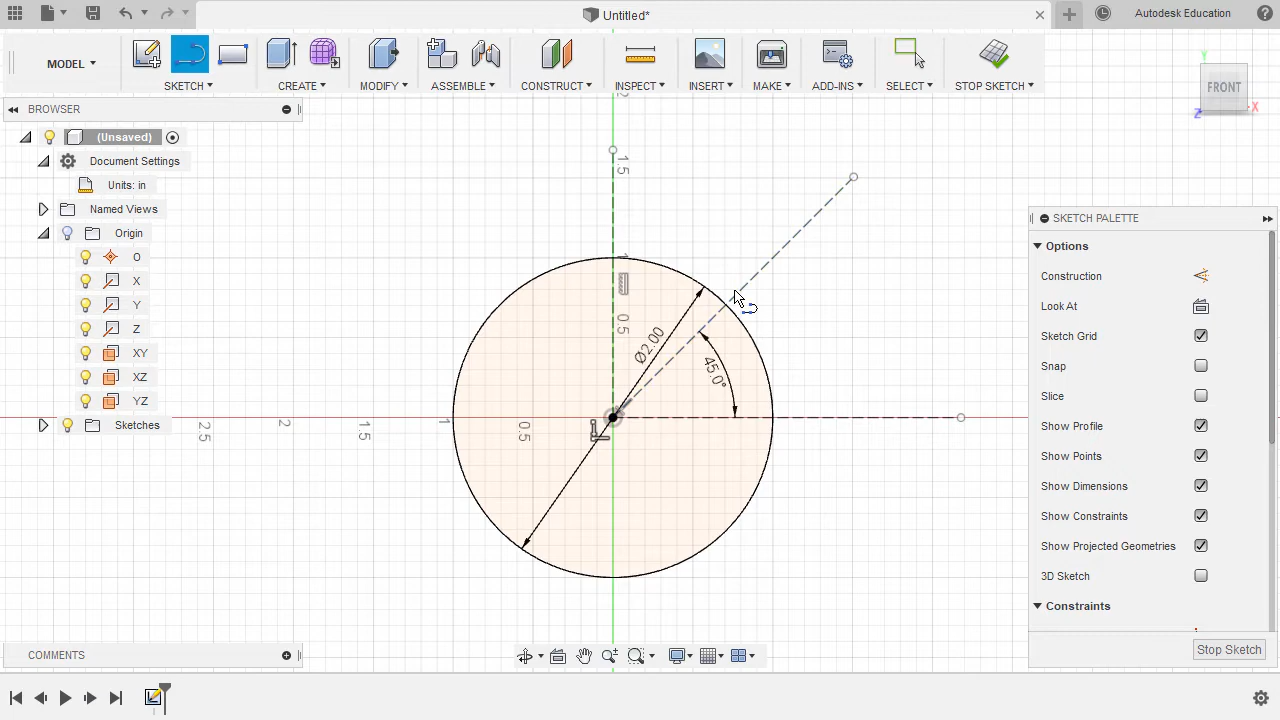 Untitled*
Autodesk Education
MODEL
SKETCH
CREATE
MODIFY
ASSEMBLE
CONSTRUCT
INSPECT
INSERT
MAKE
ADD-INS
SELECT
STOP SKETCH
BROWSER
(Unsaved)
Document Settings
Units: in
Named Views
Origin
O
X
Y
Z
XY
XZ
YZ
Sketches
Y
FRONT
Z
X
SKETCH PALETTE
Options
Construction
Look At
Sketch Grid
Snap
Slice
Show Profile
Show Points
Show Dimensions
Show Constraints
Show Projected Geometries
3D Sketch
Constraints
Stop Sketch
2
1.5
1
0.5
Ø2.00
45.0°
2.5
2
1.5
1
0.5
COMMENTS